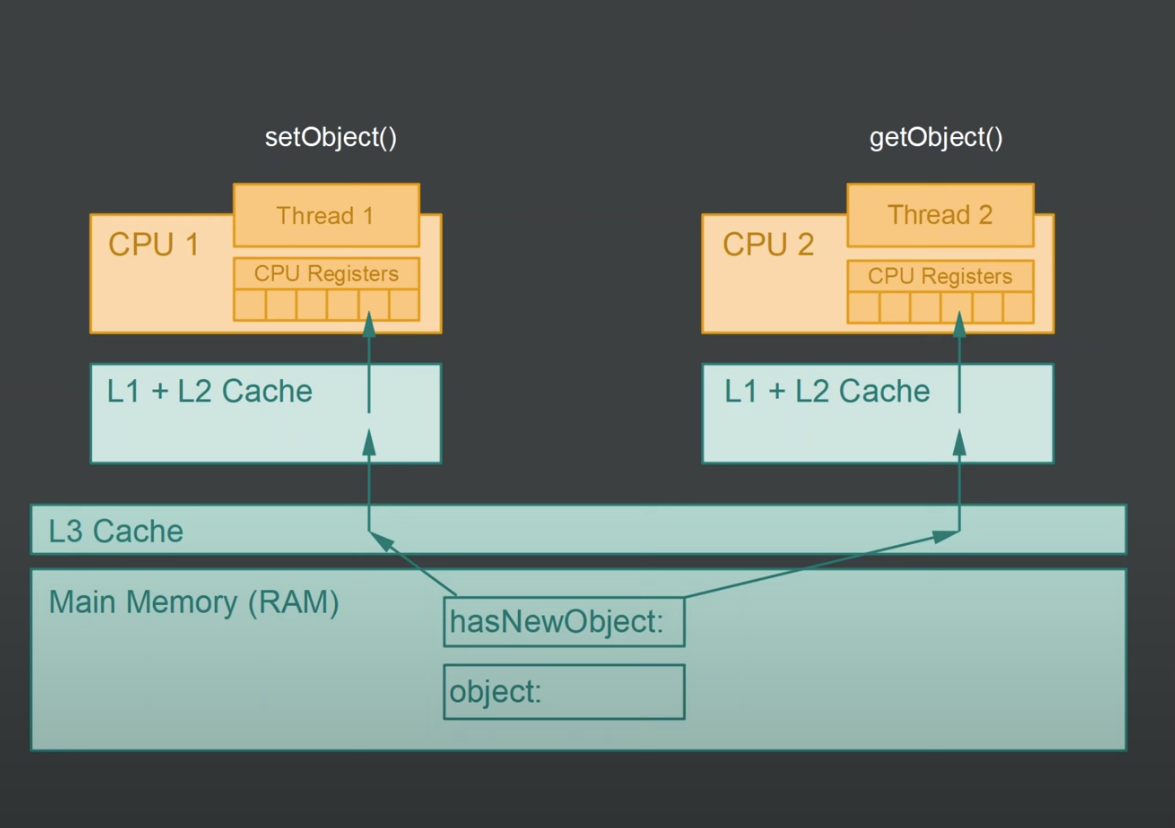 setObject()
getObject()
Thread 1
Thread 2
CPU 1
CPU 2
CPU Registers
CPU Registers
L1 + L2 Cache
L1 + L2 Cache
L3 Cache
Main Memory (RAM)
hasNewObject:
object: